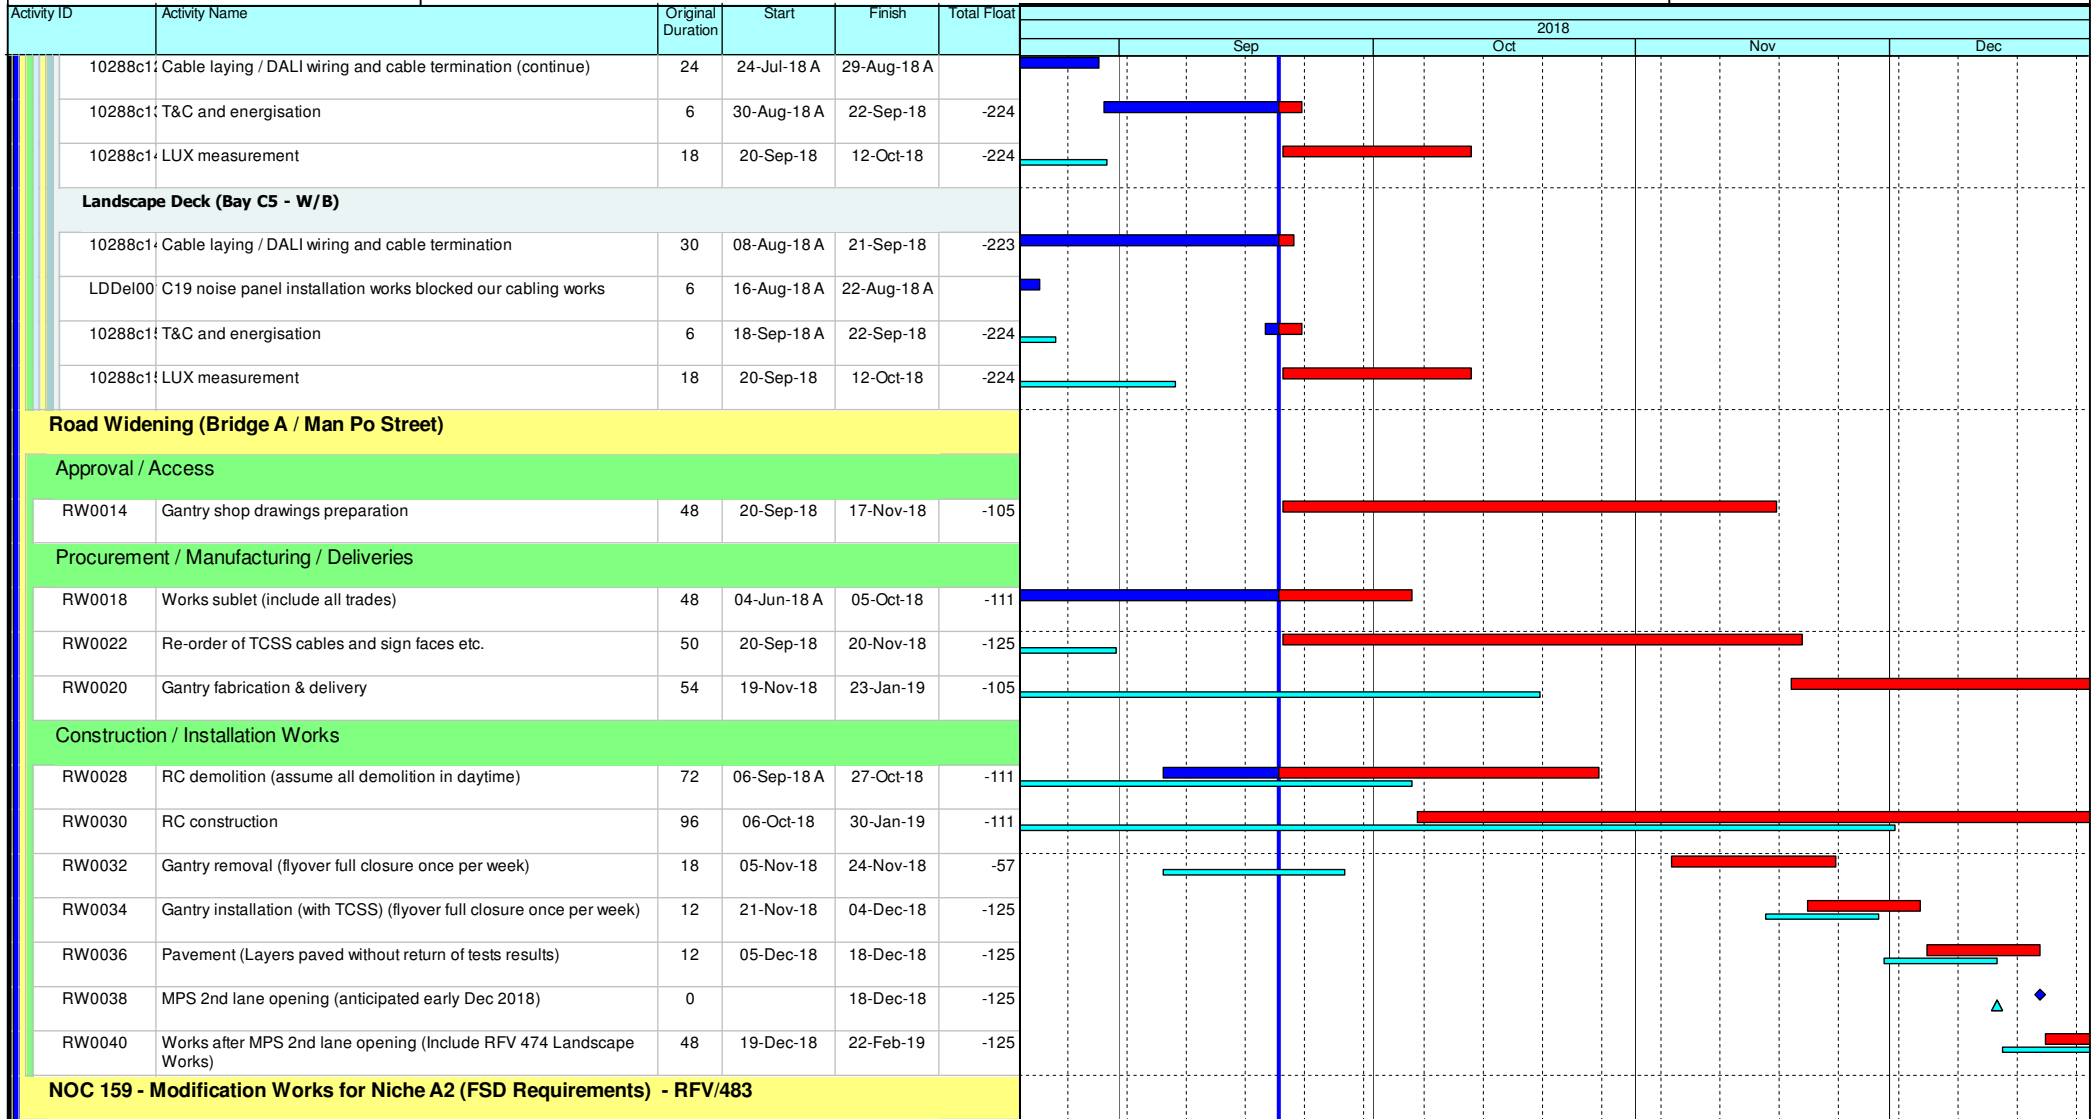 Activity ID Activity Name Original Duration Start Finish Total Float
2018
Sep Oct Nov Dec
10288c12 Cable laying / DALI wiring and cable termination (continue) 24 24-Jul-18 A 29-Aug-18 A
10288c13 T&C and energisation 6 30-Aug-18 A 22-Sep-18 -224
10288c14 LUX measurement 18 20-Sep-18 12-Oct-18 -224
Landscape Deck (Bay C5 - W/B)
10288c14 Cable laying / DALI wiring and cable termination 30 08-Aug-18 A 21-Sep-18 -223
LDDel00 C19 noise panel installation works blocked our cabling works 6 16-Aug-18 A 22-Aug-18 A
10288c15 T&C and energisation 6 18-Sep-18 A 22-Sep-18 -224
10288c15 LUX measurement 18 20-Sep-18 12-Oct-18 -224
Road Widening (Bridge A / Man Po Street)
Approval / Access
RW0014 Gantry shop drawings preparation 48 20-Sep-18 17-Nov-18 -105
Procurement / Manufacturing / Deliveries
RW0018 Works sublet (include all trades) 48 04-Jun-18 A 05-Oct-18 -111
RW0022 Re-order of TCSS cables and sign faces etc. 50 20-Sep-18 20-Nov-18 -125
RW0020 Gantry fabrication & delivery 54 19-Nov-18 23-Jan-19 -105
Construction / Installation Works
RW0028 RC demolition (assume all demolition in daytime) 72 06-Sep-18 A 27-Oct-18 -111
RW0030 RC construction 96 06-Oct-18 30-Jan-19 -111
RW0032 Gantry removal (flyover full closure once per week) 18 05-Nov-18 24-Nov-18 -57
RW0034 Gantry installation (with TCSS) (flyover full closure once per week) 12 21-Nov-18 04-Dec-18 -125
RW0036 Pavement (Layers paved without return of tests results) 12 05-Dec-18 18-Dec-18 -125
RW0038 MPS 2nd lane opening (anticipated early Dec 2018) 0 18-Dec-18 -125
RW0040 Works after MPS 2nd lane opening (Include RFV 474 Landscape Works) 48 19-Dec-18 22-Feb-19 -125
NOC 159 - Modification Works for Niche A2 (FSD Requirements) - RFV/483